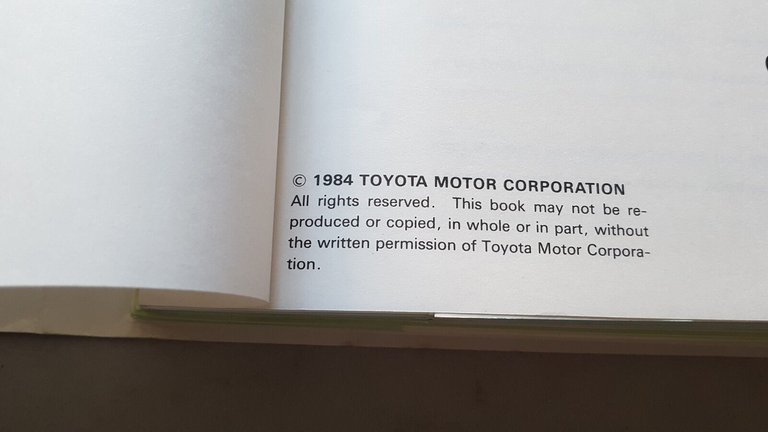 © 1984 TOYOTA MOTOR CORPORATION
All rights reserved. This book may not be re-
produced or copied, in whole or in part, without
the written permission of Toyota Motor Corpora-
tion.